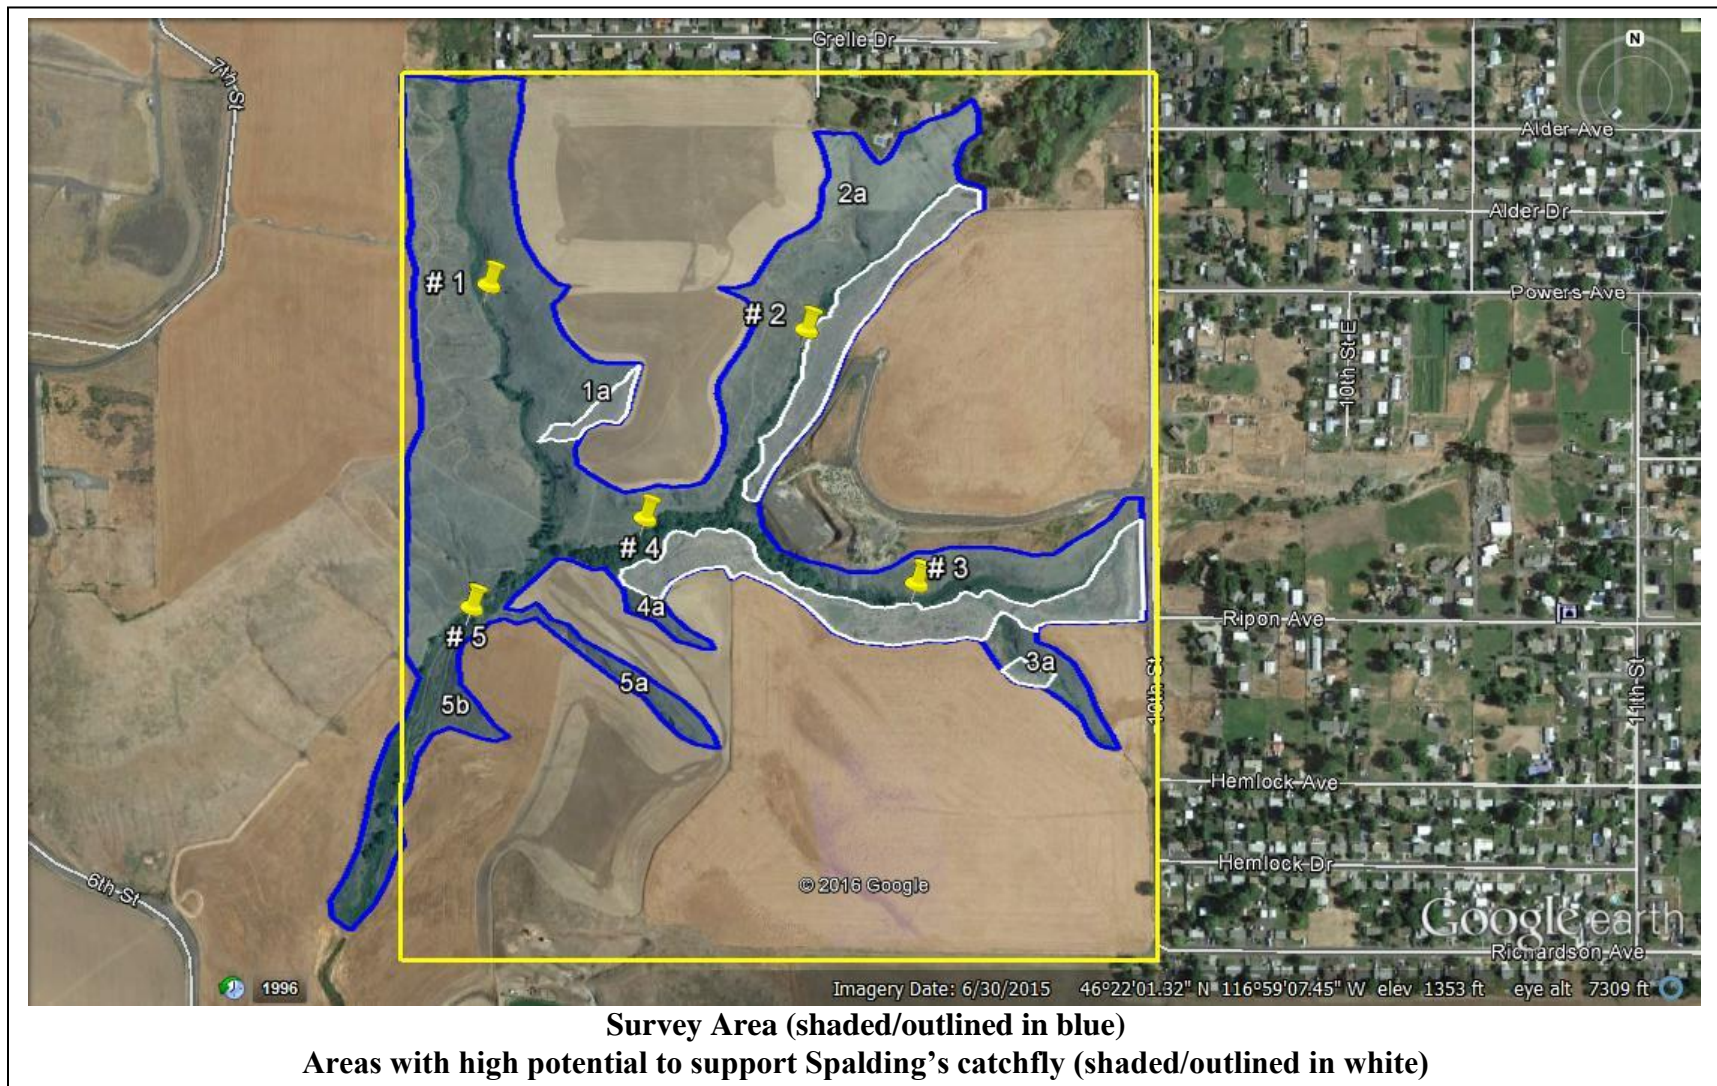 Grelle Dr
N
7th St
Alder Ave
2a
Alder Dr
# 1
Powers Ave
# 2
10th St E
1a
# 4
# 3
4a
Ripon Ave
# 5
3a
5a
10th St
11th St
5b
Hemlock Ave
Hemlock Dr
6th St
© 2016 Google
Google earth
Richardson Ave
1996
Imagery Date: 6/30/2015 46°22'01.32" N 116°59'07.45" W elev 1353 ft eye alt 7309 ft
Survey Area (shaded/outlined in blue)
Areas with high potential to support Spalding’s catchfly (shaded/outlined in white)